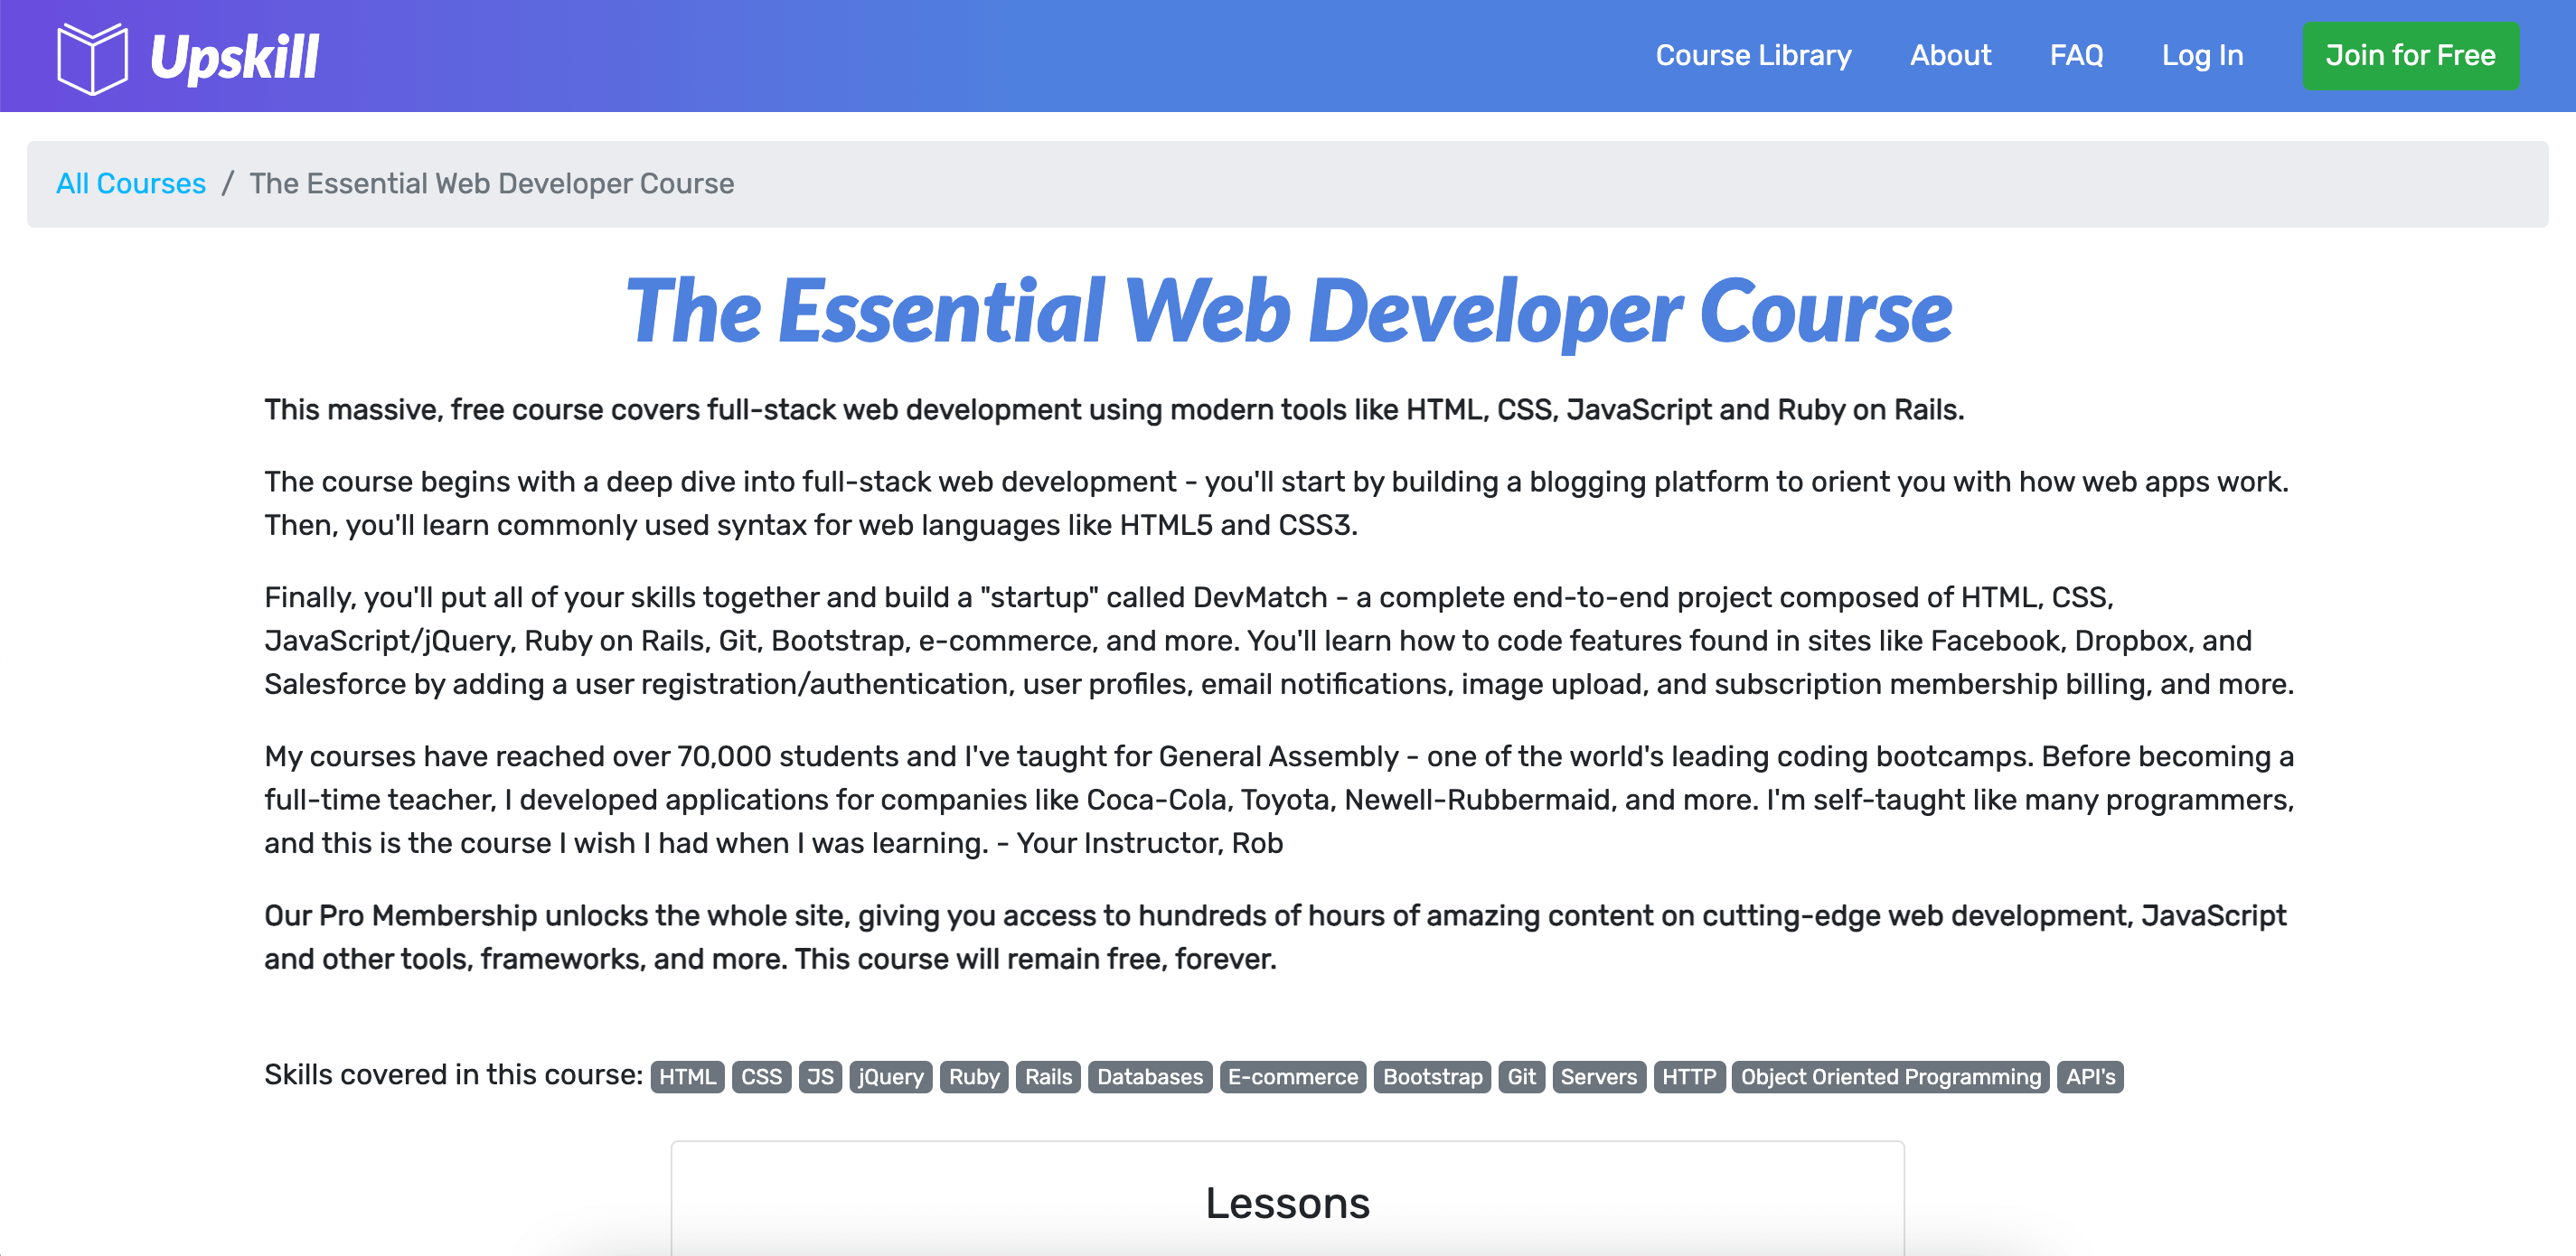 Upskill
Course Library About FAQ Log In Join for Free
All Courses / The Essential Web Developer Course
The Essential Web Developer Course
This massive, free course covers full-stack web development using modern tools like HTML, CSS, JavaScript and Ruby on Rails.
The course begins with a deep dive into full-stack web development - you'll start by building a blogging platform to orient you with how web apps work.
Then, you'll learn commonly used syntax for web languages like HTML5 and CSS3.
Finally, you'll put all of your skills together and build a "startup" called DevMatch - a complete end-to-end project composed of HTML, CSS,
JavaScript/jQuery, Ruby on Rails, Git, Bootstrap, e-commerce, and more. You'll learn how to code features found in sites like Facebook, Dropbox, and
Salesforce by adding a user registration/authentication, user profiles, email notifications, image upload, and subscription membership billing, and more.
My courses have reached over 70,000 students and I've taught for General Assembly - one of the world's leading coding bootcamps. Before becoming a
full-time teacher, I developed applications for companies like Coca-Cola, Toyota, Newell-Rubbermaid, and more. I'm self-taught like many programmers,
and this is the course I wish I had when I was learning. - Your Instructor, Rob
Our Pro Membership unlocks the whole site, giving you access to hundreds of hours of amazing content on cutting-edge web development, JavaScript
and other tools, frameworks, and more. This course will remain free, forever.
Skills covered in this course: HTML CSS JS jQuery Ruby Rails Databases E-commerce Bootstrap Git Servers HTTP Object Oriented Programming API's
Lessons